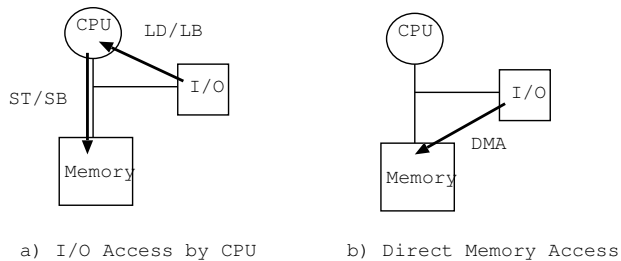 CPU
LD/LB
I/O
ST/SB
Memory
a) I/O Access by CPU
CPU
I/O
DMA
Memory
b) Direct Memory Access